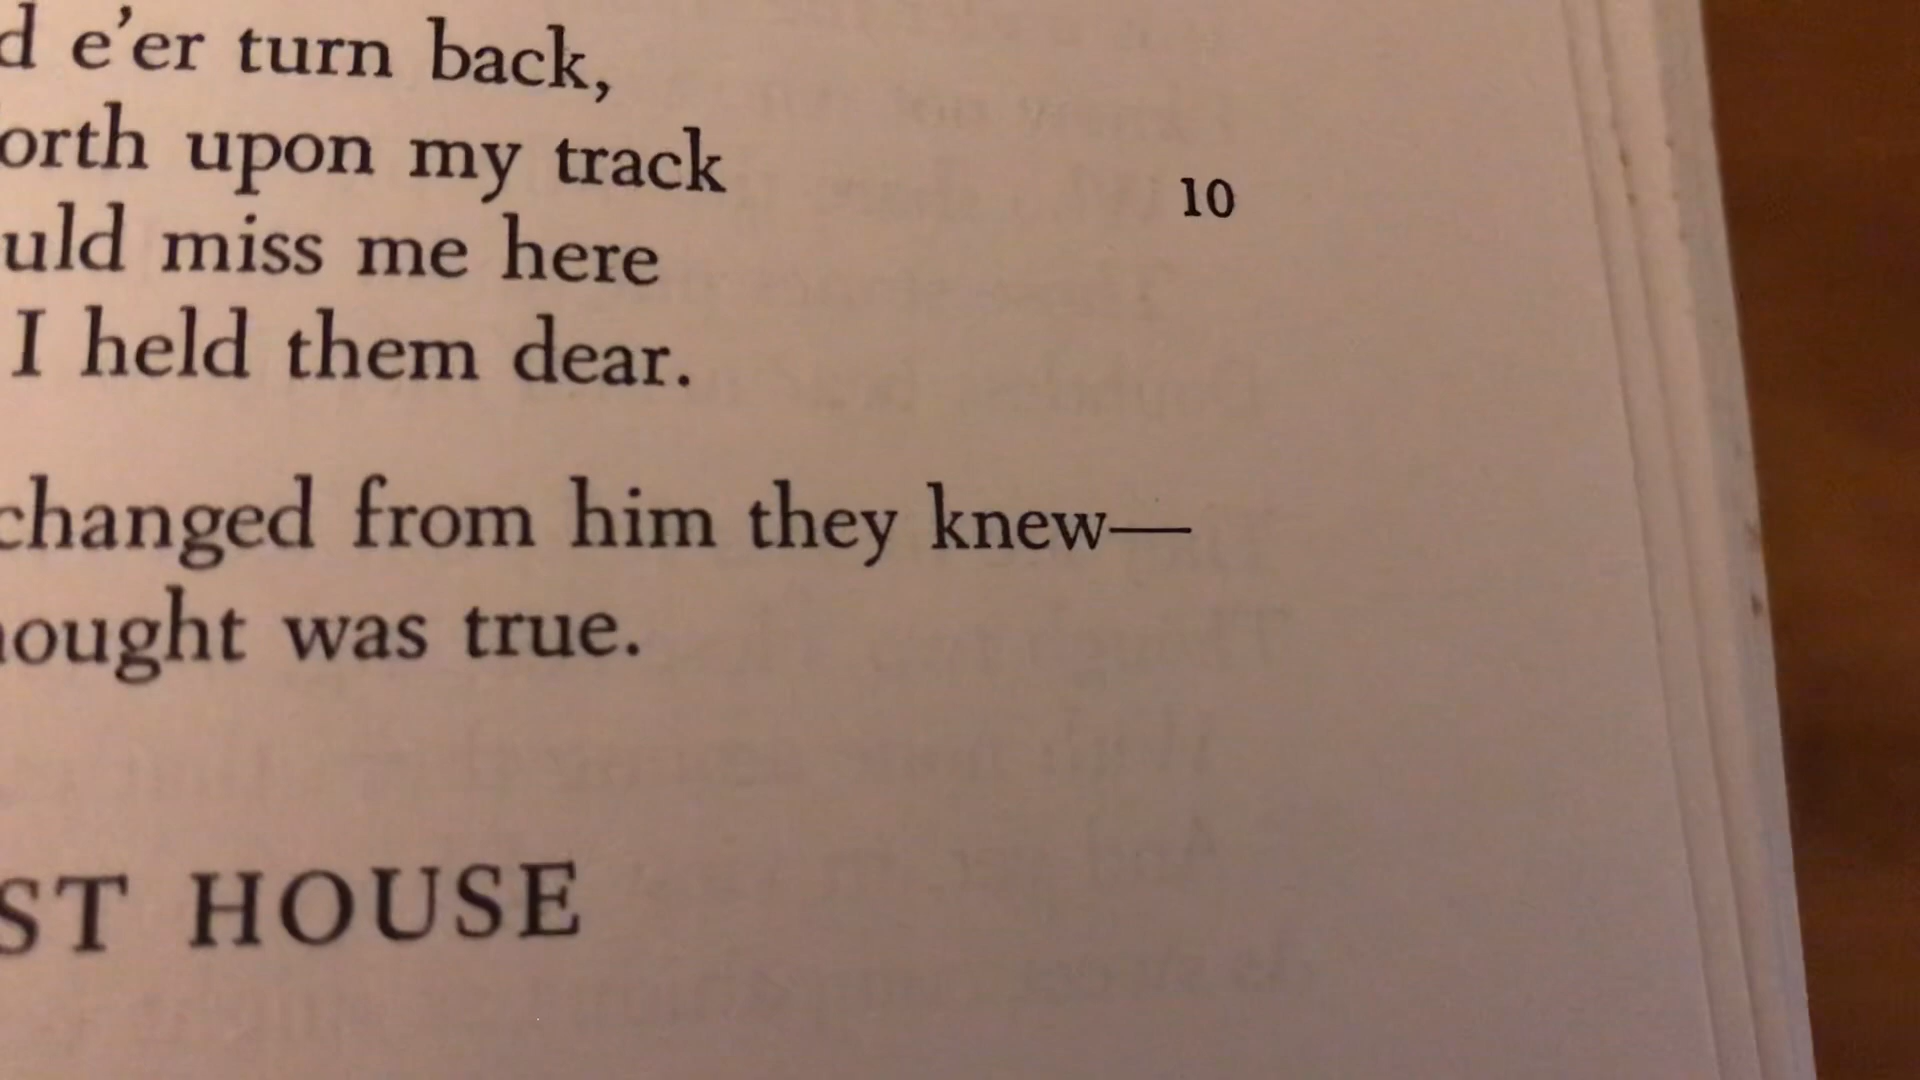 d e'er turn back,
orth upon my track
10
uld miss me here
I held them dear.
changed from him they knew—
ought was true.
ST HOUSE